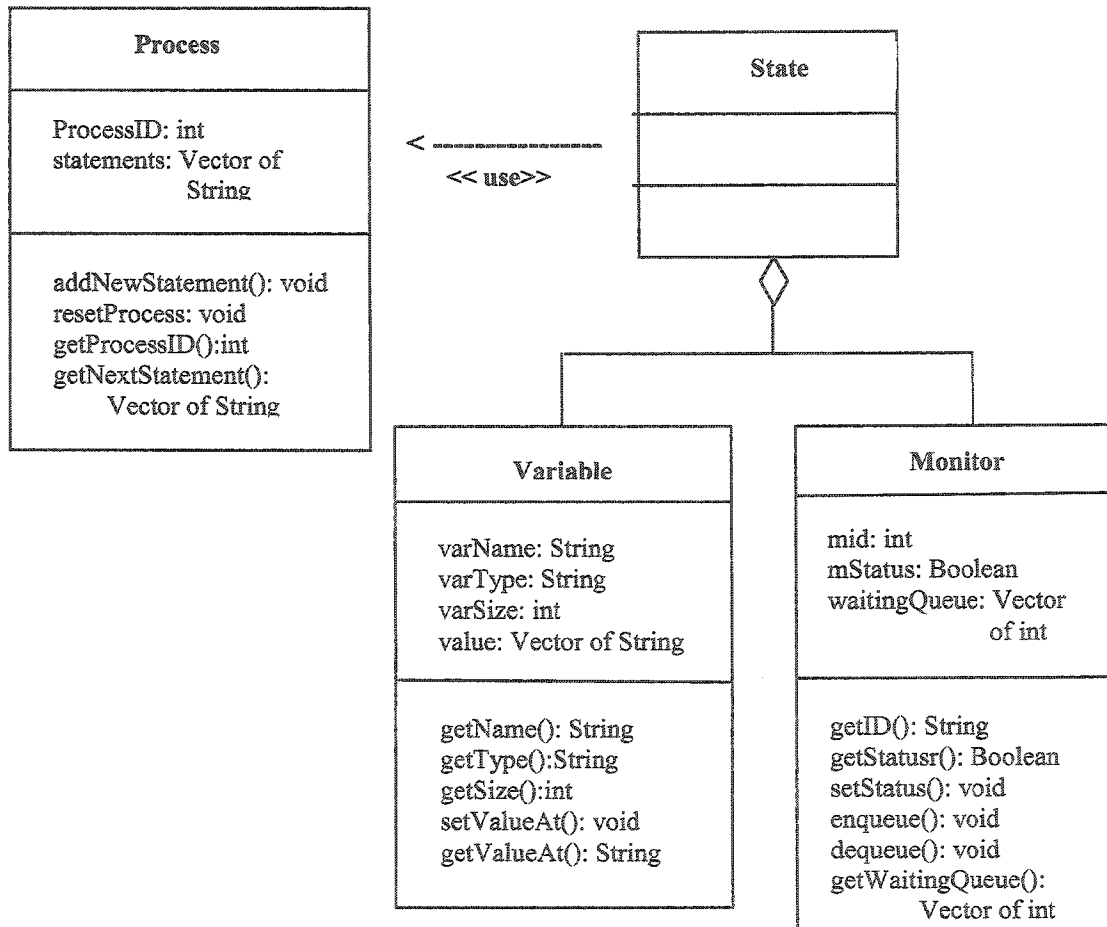 Process
ProcessID: int
statements: Vector of
String
addNewStatement(): void
resetProcess: void
getProcessID():int
getNextStatement():
Vector of String
<< use>>
State
Variable
varName: String
varType: String
varSize: int
value: Vector of String
getName(): String
getType():String
getSize():int
setValueAt(): void
getValueAt(): String
Monitor
mid: int
mStatus: Boolean
waitingQueue: Vector
of int
getID(): String
getStatusr(): Boolean
setStatus(): void
enqueue(): void
dequeue(): void
getWaitingQueue():
Vector of int